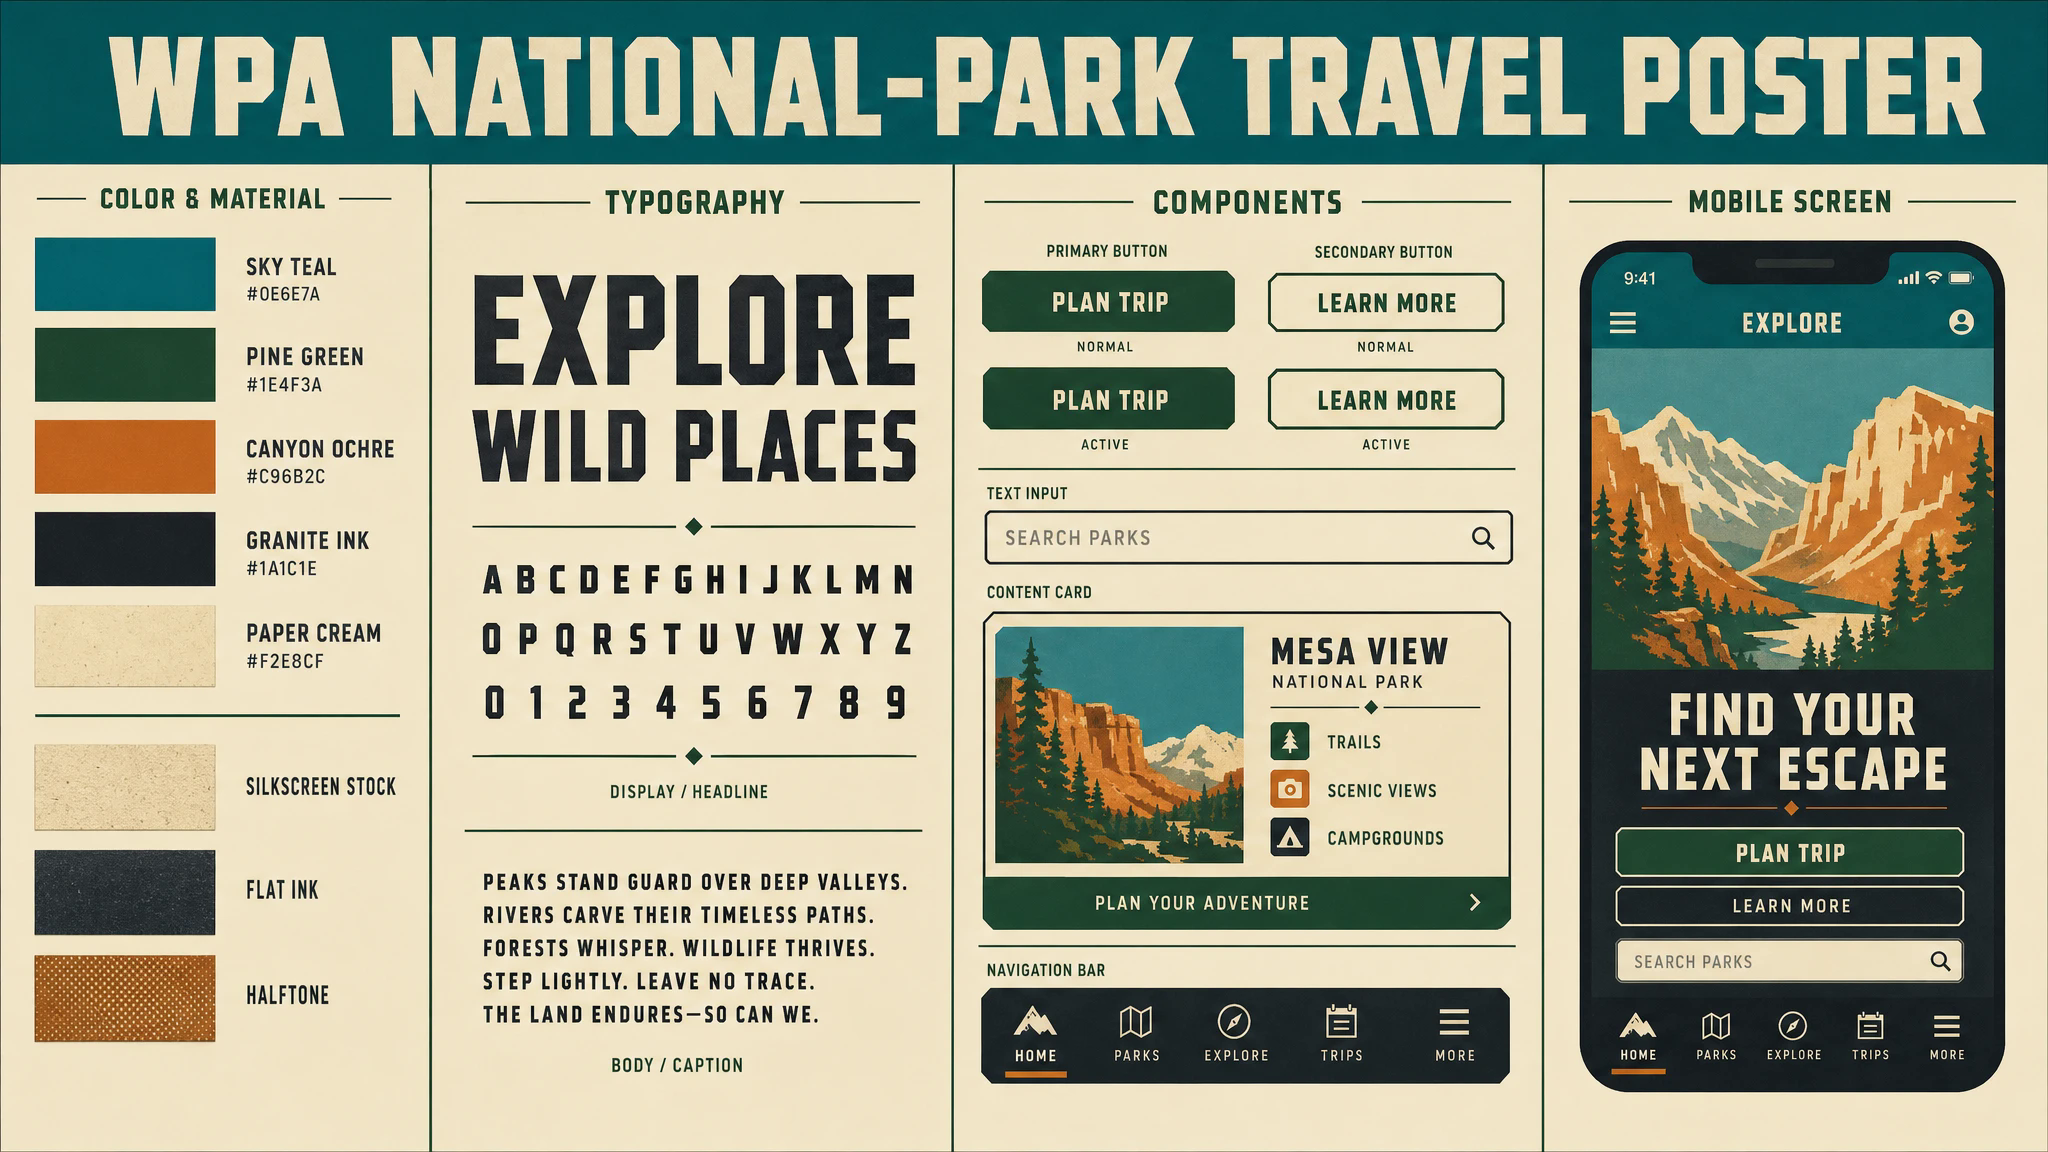 WPA NATIONAL-PARK TRAVEL POSTER
COLOR & MATERIAL
SKY TEAL
#0E6E7A
PINE GREEN
#1E4F3A
CANYON OCHRE
#C96B2C
GRANITE INK
#1A1C1E
PAPER CREAM
#F2E8CF
SILKSCREEN STOCK
FLAT INK
HALFTONE
TYPOGRAPHY
EXPLORE
WILD PLACES
A B C D E F G H I J K L M N
O P Q R S T U V W X Y Z
0 1 2 3 4 5 6 7 8 9
DISPLAY / HEADLINE
PEAKS STAND GUARD OVER DEEP VALLEYS.
RIVERS CARVE THEIR TIMELESS PATHS.
FORESTS WHISPER. WILDLIFE THRIVES.
STEP LIGHTLY. LEAVE NO TRACE.
THE LAND ENDURES—SO CAN WE.
BODY / CAPTION
COMPONENTS
PRIMARY BUTTON
PLAN TRIP
NORMAL
PLAN TRIP
ACTIVE
SECONDARY BUTTON
LEARN MORE
NORMAL
LEARN MORE
ACTIVE
TEXT INPUT
SEARCH PARKS
CONTENT CARD
MESA VIEW
NATIONAL PARK
TRAILS
SCENIC VIEWS
CAMPGROUNDS
PLAN YOUR ADVENTURE
NAVIGATION BAR
HOME PARKS EXPLORE TRIPS MORE
MOBILE SCREEN
9:41
EXPLORE
FIND YOUR
NEXT ESCAPE
PLAN TRIP
LEARN MORE
SEARCH PARKS
HOME PARKS EXPLORE TRIPS MORE